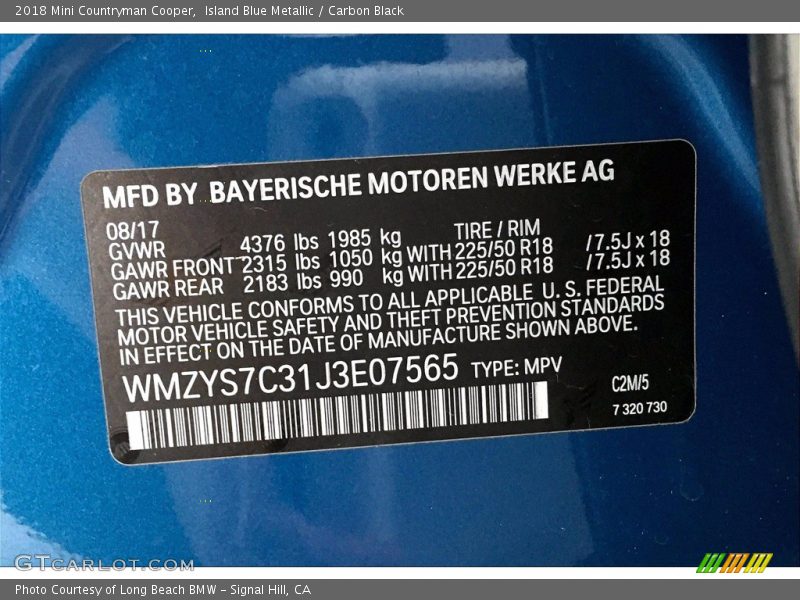 2018 Mini Countryman Cooper,  Island Blue Metallic / Carbon Black
MFD BY BAYERISCHE MOTOREN WERKE AG
08/17 TIRE / RIM
GVWR 4376 lbs 1985 kg
GAWR FRONT 2315 lbs 1050 kg WITH 225/50 R18 /7.5J x 18
GAWR REAR 2183 lbs 990 kg WITH 225/50 R18 /7.5J x 18
THIS VEHICLE CONFORMS TO ALL APPLICABLE U. S. FEDERAL
MOTOR VEHICLE SAFETY AND THEFT PREVENTION STANDARDS
IN EFFECT ON THE DATE OF MANUFACTURE SHOWN ABOVE.
WMZYS7C31J3E07565 TYPE: MPV
C2M/5
7 320 730
GTCARLOT.COM
Photo Courtesy of Long Beach BMW - Signal Hill, CA